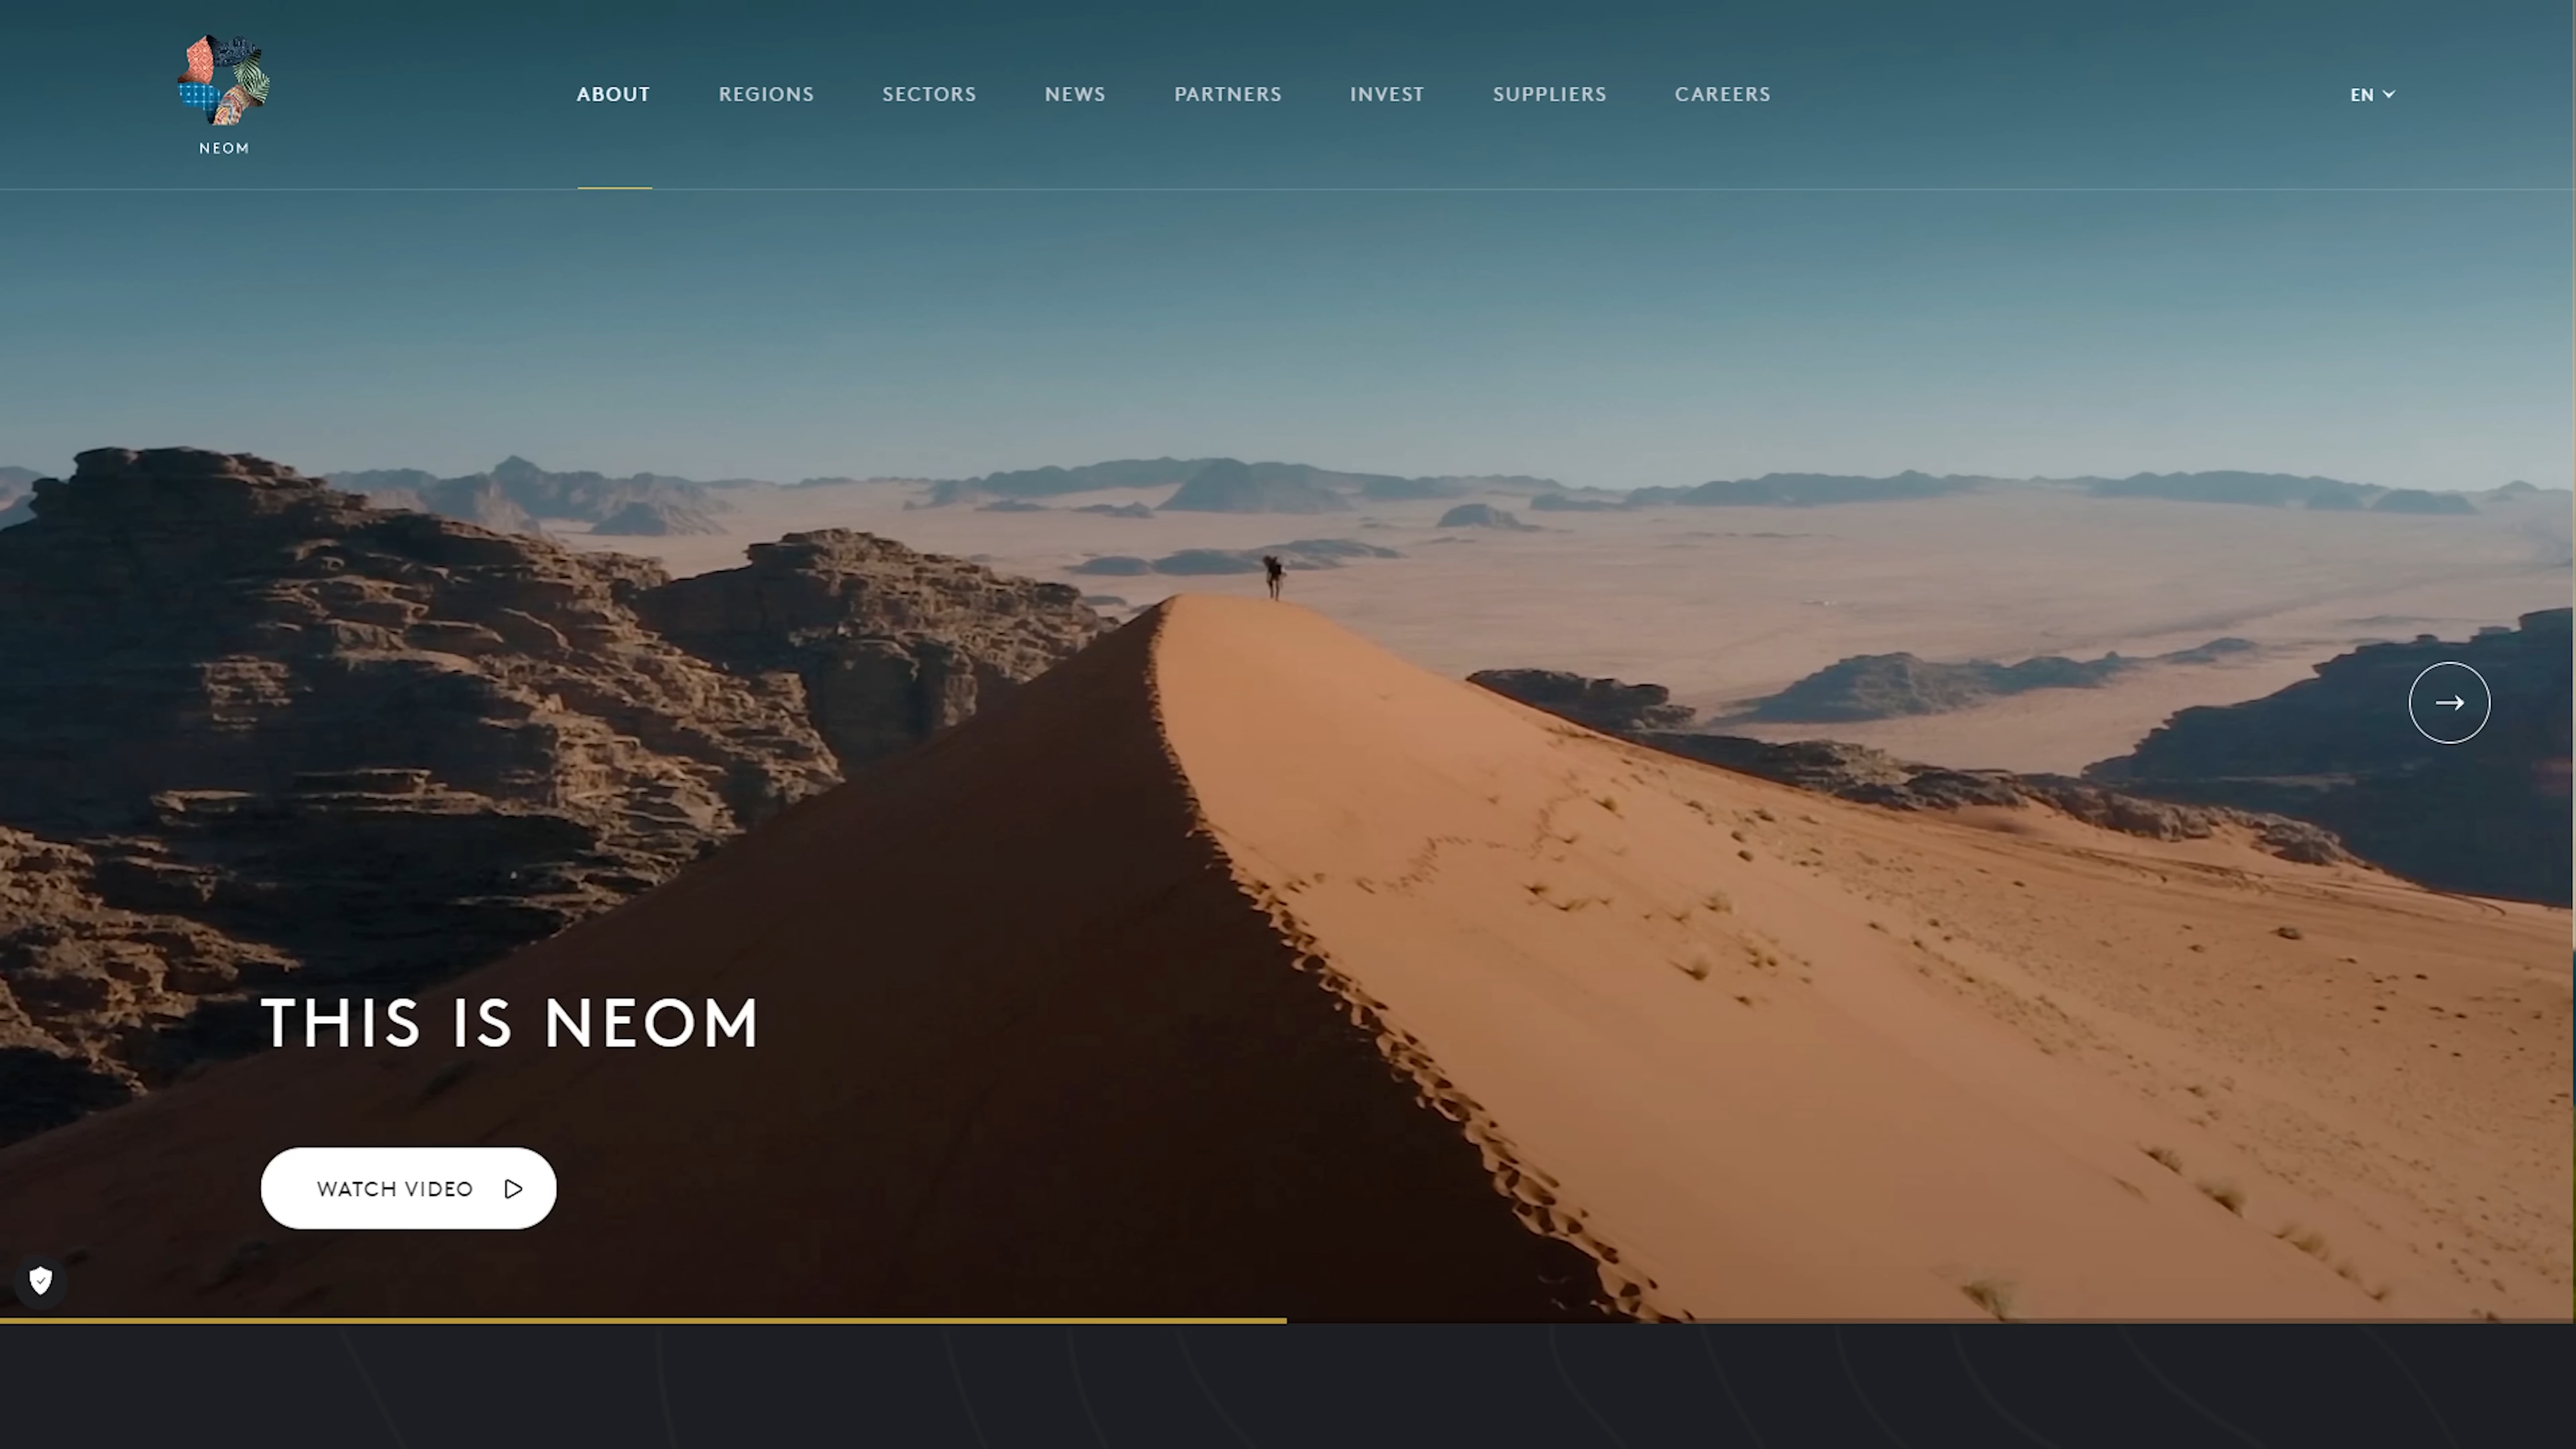 NEOM
ABOUT
REGIONS
SECTORS
NEWS
PARTNERS
INVEST
SUPPLIERS
CAREERS
EN
THIS IS NEOM
WATCH VIDEO